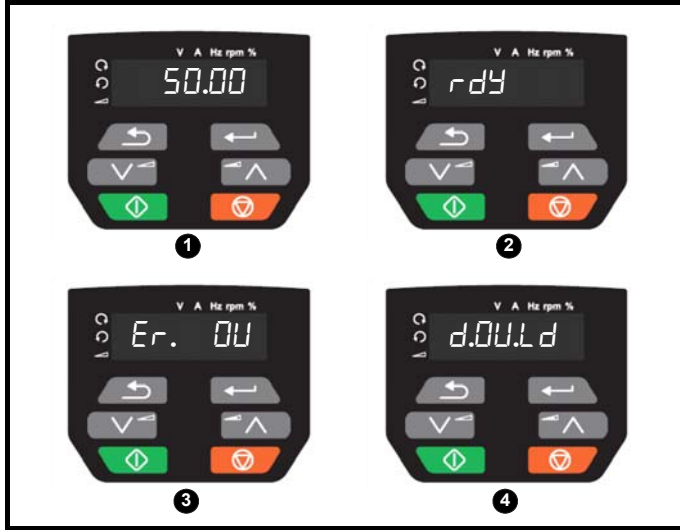 V A Hz rpm %
50.00
1
V A Hz rpm %
rdY
2
V A Hz rpm %
Er. OU
3
V A Hz rpm %
d.OU.Ld
4